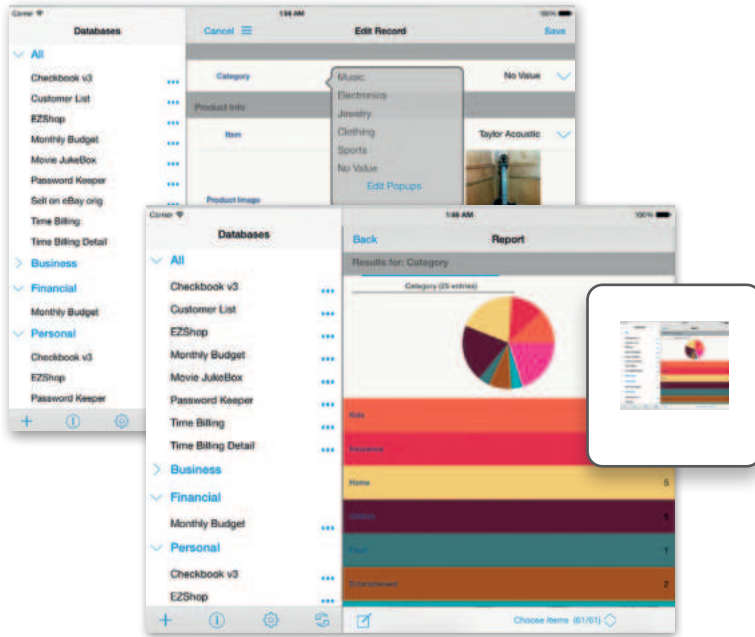 Carrier
1:56 AM
100%
Databases
Cancel
Edit Record
Save
All
Checkbook v3
Customer List
EZShop
Monthly Budget
Movie JukeBox
Password Keeper
Sell on eBay orig
Time Billing
Time Billing Detail
Business
Financial
Monthly Budget
Personal
Checkbook v3
EZShop
Password Keeper
Category
No Value
Product Info
Item
Taylor Acoustic
Product Image
Music
Electronics
Jewelry
Clothing
Sports
No Value
Edit Popups
Carrier
1:46 AM
100%
Databases
Back
Report
All
Checkbook v3
Customer List
EZShop
Monthly Budget
Movie JukeBox
Password Keeper
Time Billing
Time Billing Detail
Business
Financial
Monthly Budget
Personal
Checkbook v3
EZShop
Results for: Category
Category (25 entries)
Kids
Insurance
Home
5
5
Food
1
Entertainment
2
Choose Items (61/61)